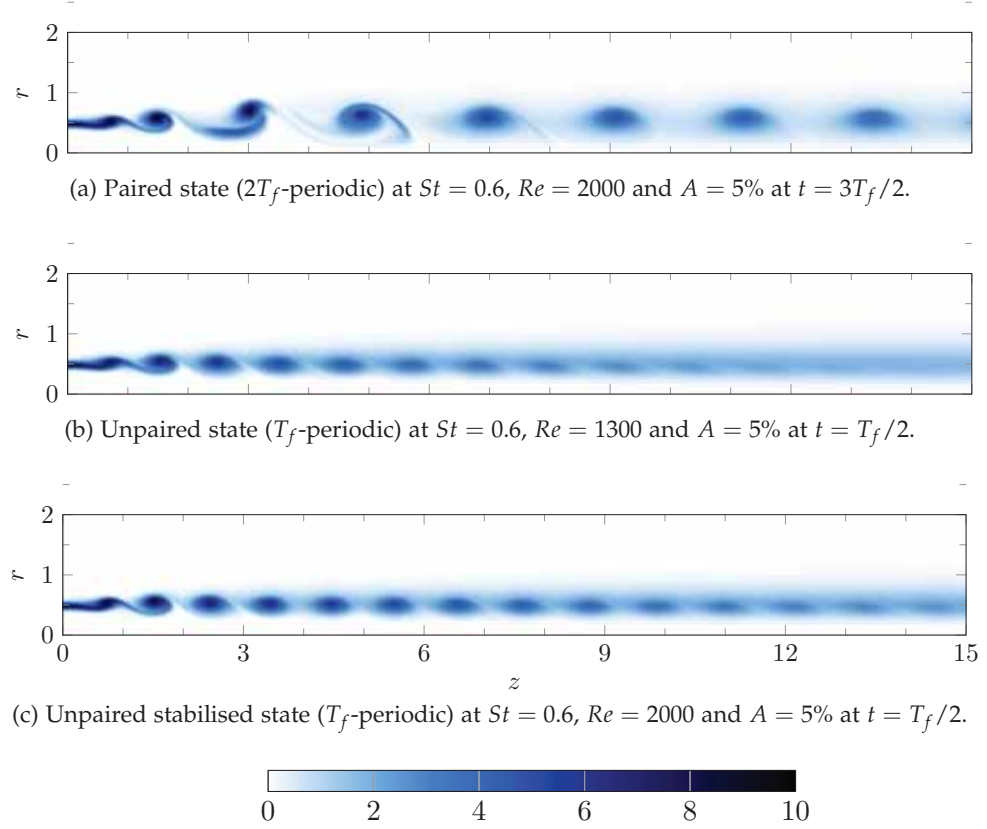 2
1
0
r
(a) Paired state (2T_f-periodic) at St = 0.6, Re = 2000 and A = 5% at t = 3T_f/2.
2
1
0
r
(b) Unpaired state (T_f-periodic) at St = 0.6, Re = 1300 and A = 5% at t = T_f/2.
2
1
0
r
0 3 6 9 12 15
z
(c) Unpaired stabilised state (T_f-periodic) at St = 0.6, Re = 2000 and A = 5% at t = T_f/2.
0 2 4 6 8 10